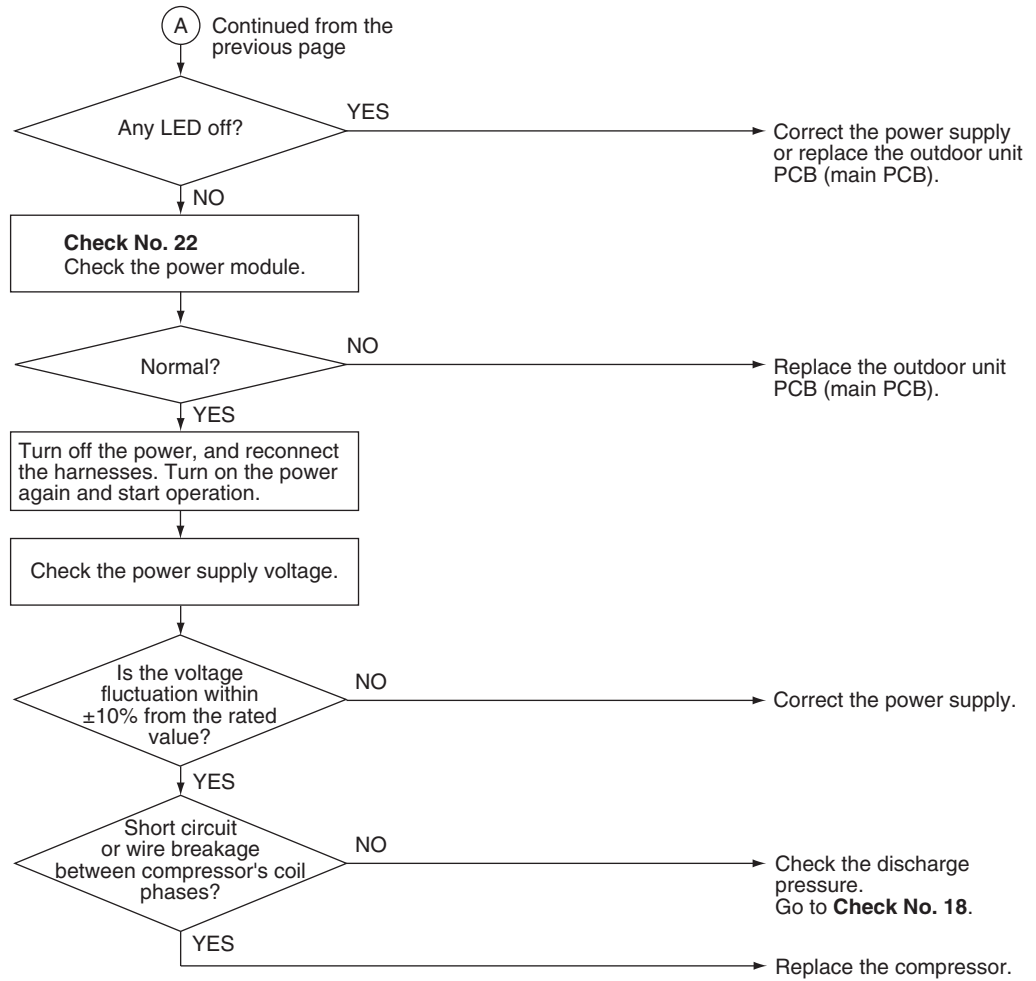 A
Continued from the
previous page
Any LED off?
YES
Correct the power supply
or replace the outdoor unit
PCB (main PCB).
NO
Check No. 22
Check the power module.
Normal?
NO
Replace the outdoor unit
PCB (main PCB).
YES
Turn off the power, and reconnect
the harnesses. Turn on the power
again and start operation.
Check the power supply voltage.
Is the voltage
fluctuation within
±10% from the rated
value?
NO
Correct the power supply.
YES
Short circuit
or wire breakage
between compressor's coil
phases?
NO
Check the discharge
pressure.
Go to Check No. 18.
YES
Replace the compressor.